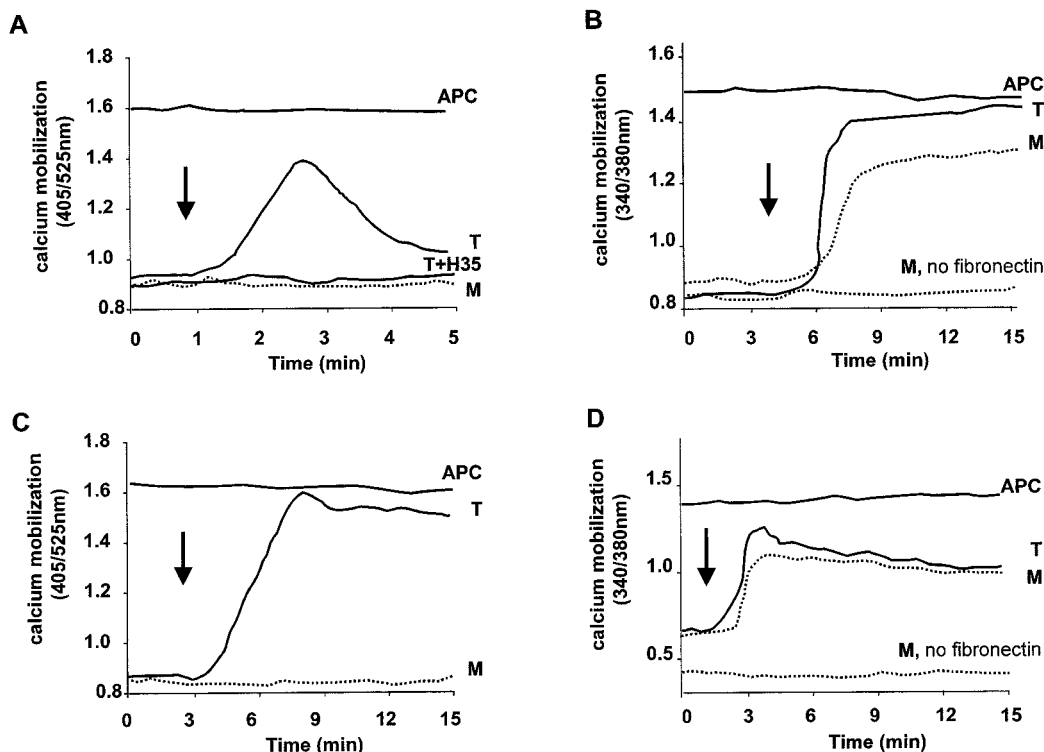 A
calcium mobilization
(405/525nm)
1.8
1.6
1.4
1.2
1.0
0.8
APC
T
T+H35
M
0 1 2 3 4 5
Time (min)
B
calcium mobilization
(340/380nm)
1.6
1.4
1.2
1.0
0.8
APC
T
M
M, no fibronectin
0 3 6 9 12 15
Time (min)
C
calcium mobilization
(405/525nm)
1.8
1.6
1.4
1.2
1.0
0.8
APC
T
M
0 3 6 9 12 15
Time (min)
D
calcium mobilization
(340/380nm)
1.5
1.0
0.5
APC
T
M
M, no fibronectin
0 3 6 9 12 15
Time (min)